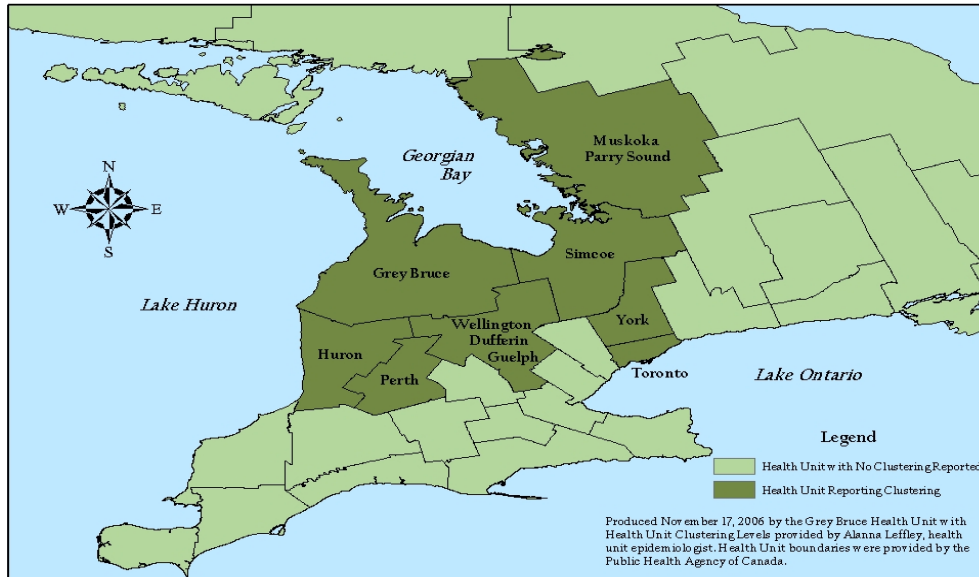 Muskoka
Parry Sound
Georgian
Bay
N
W
E
S
Simcoe
Grey Bruce
Lake Huron
Wellington
Dufferin
Guelph
York
Huron
Perth
Toronto
Lake Ontario
Legend
Health Unit with No Clustering Reported
Health Unit Reporting Clustering
Produced November 17, 2006 by the Grey Bruce Health Unit with
Health Unit Clustering Levels provided by Alanna Leffley, health
unit epidemiologist. Health Unit boundaries were provided by the
Public Health Agency of Canada.